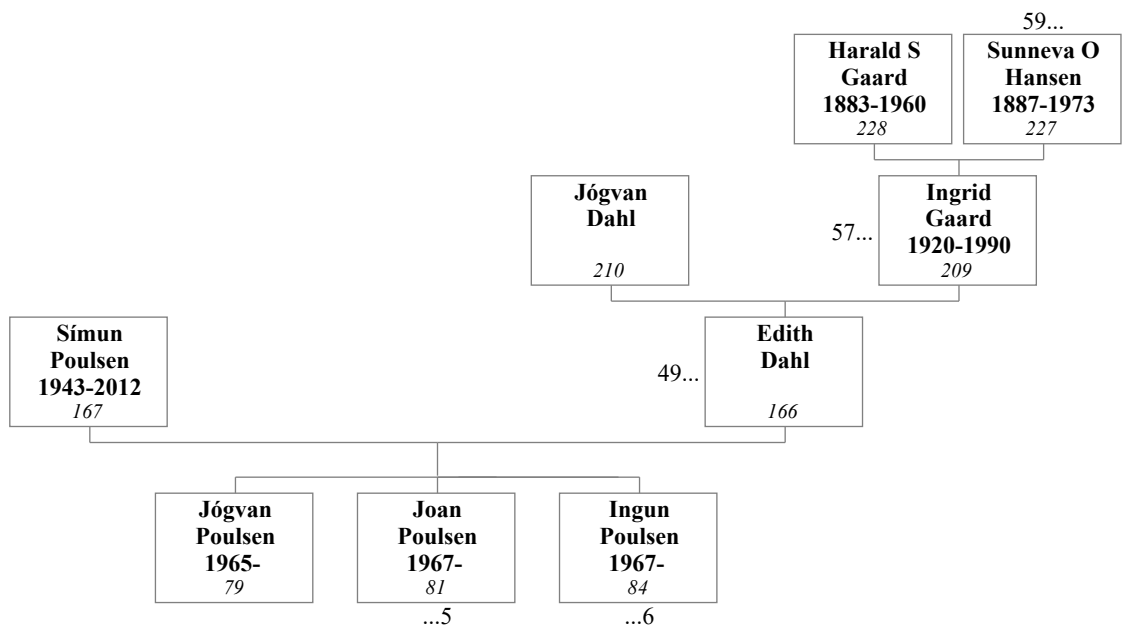 59...
Harald S
Gaard
1883-1960
228
Sunneva O
Hansen
1887-1973
227
Jógvan
Dahl
210
57...
Ingrid
Gaard
1920-1990
209
Símun
Poulsen
1943-2012
167
49...
Edith
Dahl
166
Jógvan
Poulsen
1965-
79
Joan
Poulsen
1967-
81
...5
Ingun
Poulsen
1967-
84
...6